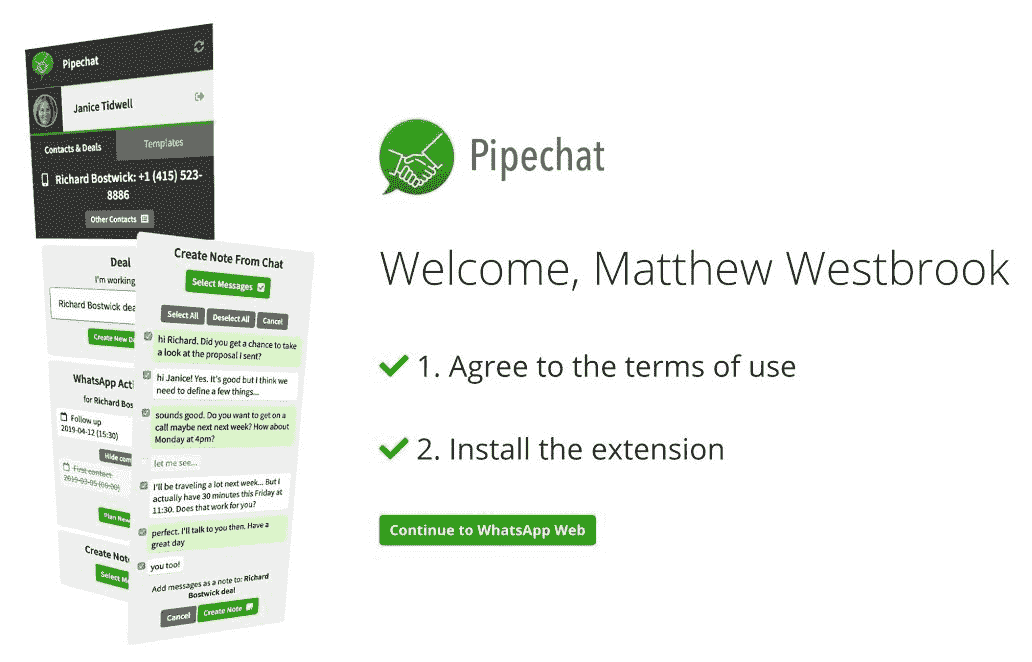 Pipechat
Janice Tidwell
Contacts & Deals
Templates
Richard Bostwick: +1 (415) 523-
8886
Other Contacts
Deal
I'm working
Richard Bostwick dea
Create New De
WhatsApp Acti
for Richard Bos
Follow up
2019-04-12 (15:30)
Hide com
First contact
2019-03-05 (00:00)
Plan New
Create Note
Select M
Create Note From Chat
Select Messages
Select All
Deselect All
Cancel
hi Richard. Did you get a chance to take
a look at the proposal I sent?
hi Janice! Yes. It's good but I think we
need to define a few things...
sounds good. Do you want to get on a
call maybe next next week? How about
Monday at 4pm?
let me see...
I'll be traveling a lot next week... But I
actually have 30 minutes this Friday at
11:30. Does that work for you?
perfect. I'll talk to you then. Have a
great day
you too!
Add messages as a note to: Richard
Bostwick deal
Cancel
Create Note
Pipechat
Welcome, Matthew Westbrook
1. Agree to the terms of use
2. Install the extension
Continue to WhatsApp Web